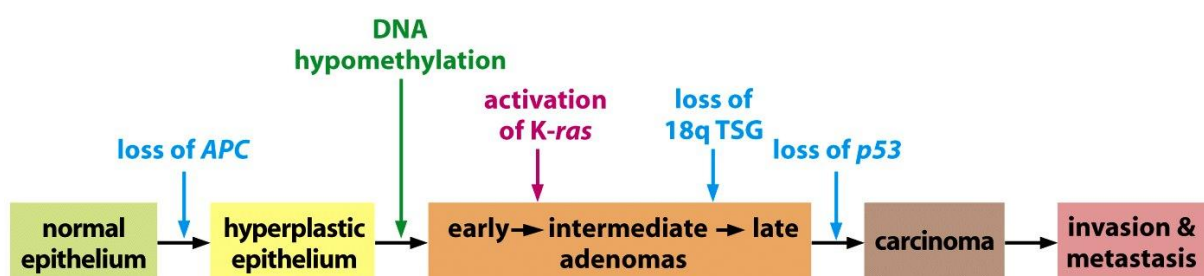 DNA
hypomethylation
activation
of K-ras
loss of
18q TSG
loss of APC
loss of p53
normal
epithelium
hyperplastic
epithelium
early intermediate late
adenomas
carcinoma
invasion &
metastasis